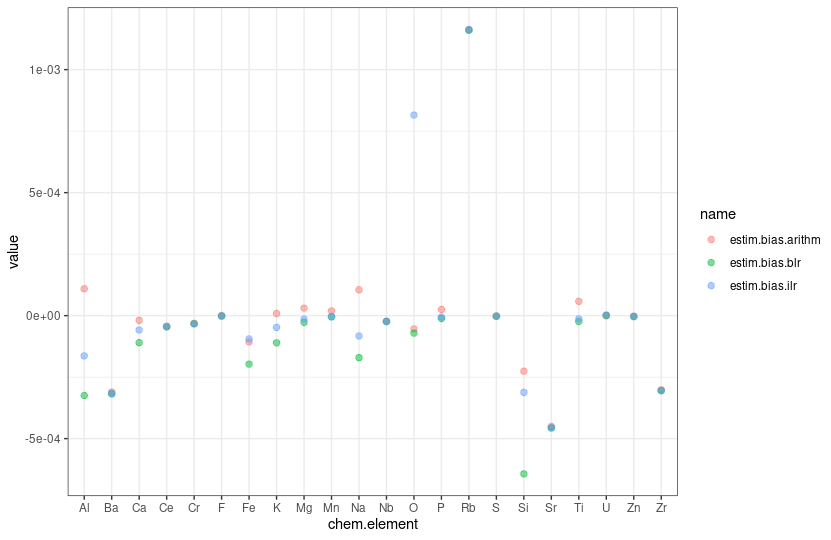 1e-03
5e-04
0e+00
-5e-04
value
Al Ba Ca Ce Cr F Fe K Mg Mn Na Nb O P Rb S Si Sr Ti U Zn Zr
chem.element
name
estim.bias.arithm
estim.bias.blr
estim.bias.ilr